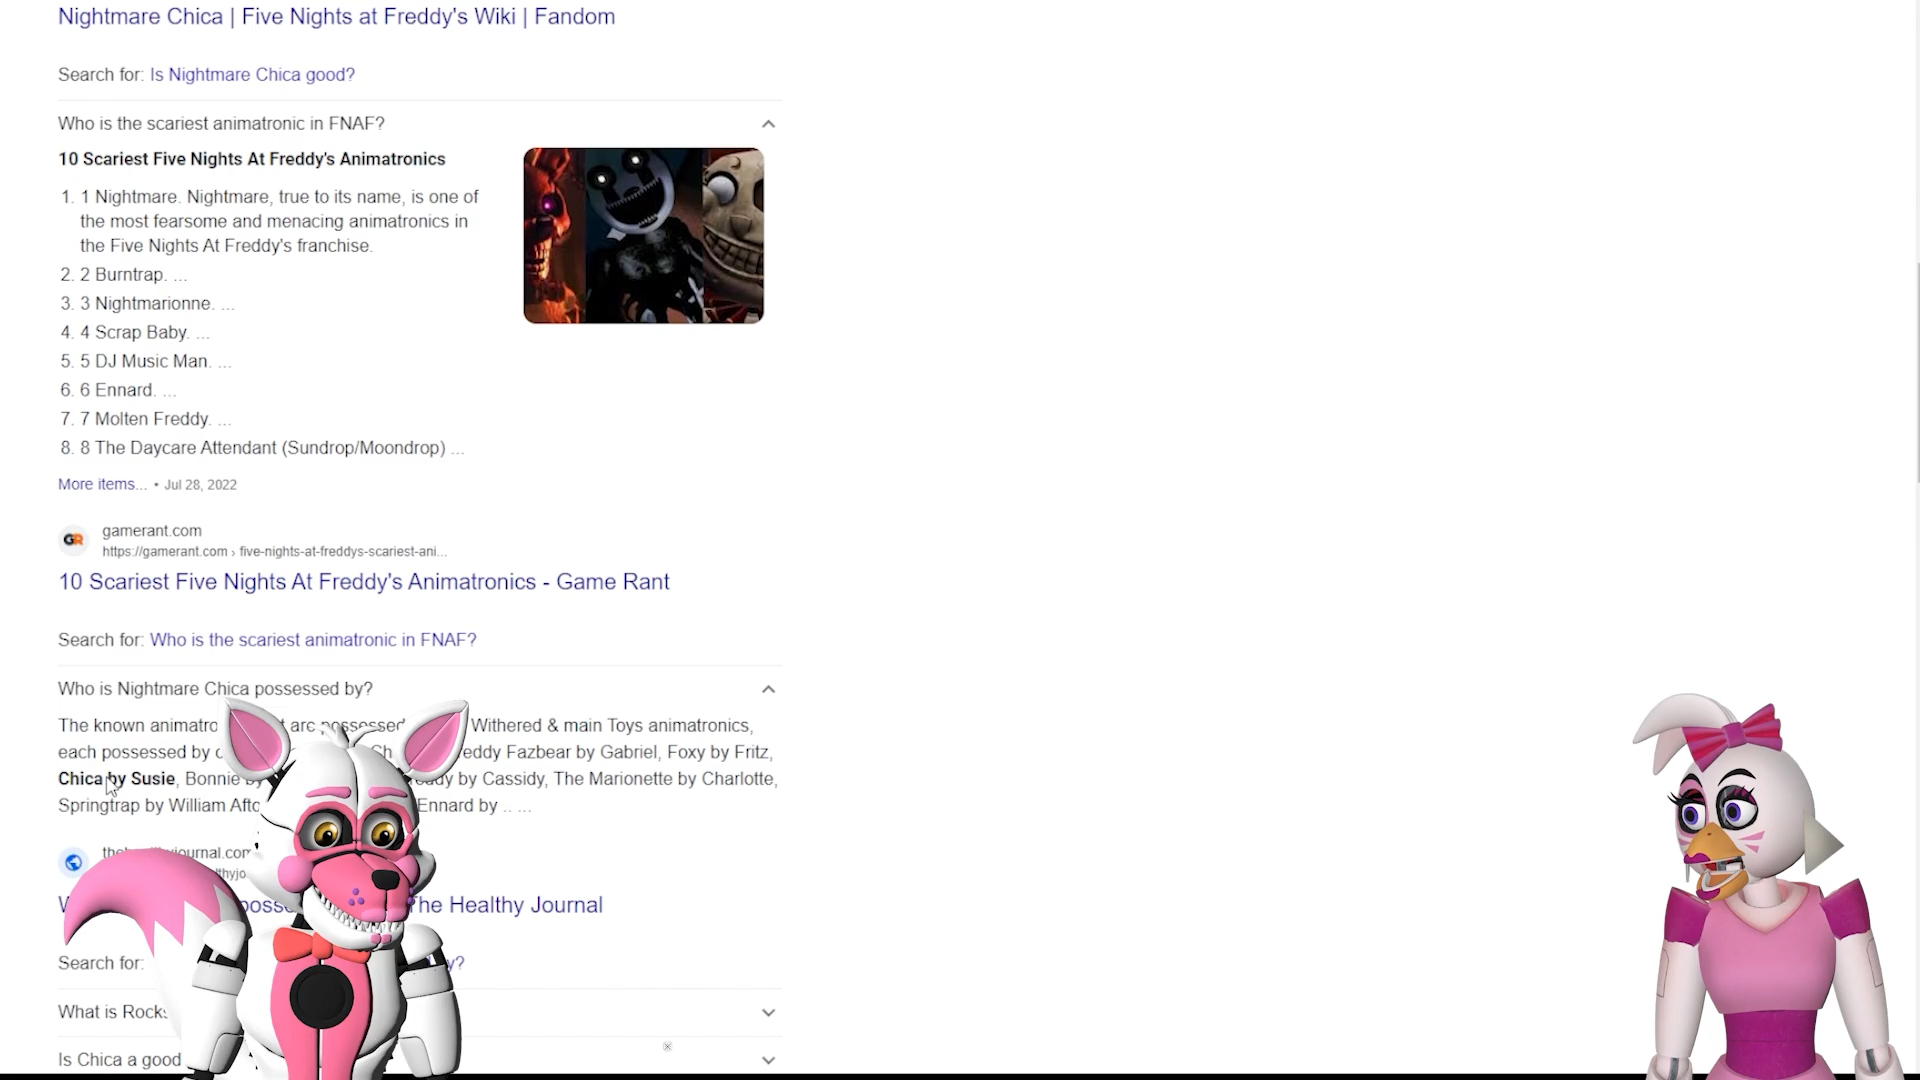 Nightmare Chica | Five Nights at Freddy's Wiki | Fandom
Search for: Is Nightmare Chica good?
Who is the scariest animatronic in FNAF?
10 Scariest Five Nights At Freddy's Animatronics
1. 1 Nightmare. Nightmare, true to its name, is one of
the most fearsome and menacing animatronics in
the Five Nights At Freddy's franchise.
2. 2 Burntrap. ...
3. 3 Nightmarionne. ...
4. 4 Scrap Baby. ...
5. 5 DJ Music Man. ...
6. 6 Ennard. ...
7. 7 Molten Freddy. ...
8. 8 The Daycare Attendant (Sundrop/Moondrop) ...
More items... • Jul 28, 2022
GR
gamerant.com
https://gamerant.com › five-nights-at-freddys-scariest-ani...
10 Scariest Five Nights At Freddy's Animatronics - Game Rant
Search for: Who is the scariest animatronic in FNAF?
Who is Nightmare Chica possessed by?
The known possessed Withered & main Toys animatronics,
each possessed by Fazbear by Gabriel, Foxy by Fritz,
Chica by Susie, Bonnie by Cassidy, The Marionette by Charlotte,
Springtrap by William Ennard by .. ...
The Healthy Journal
Search for:
What is
Is Chica a good